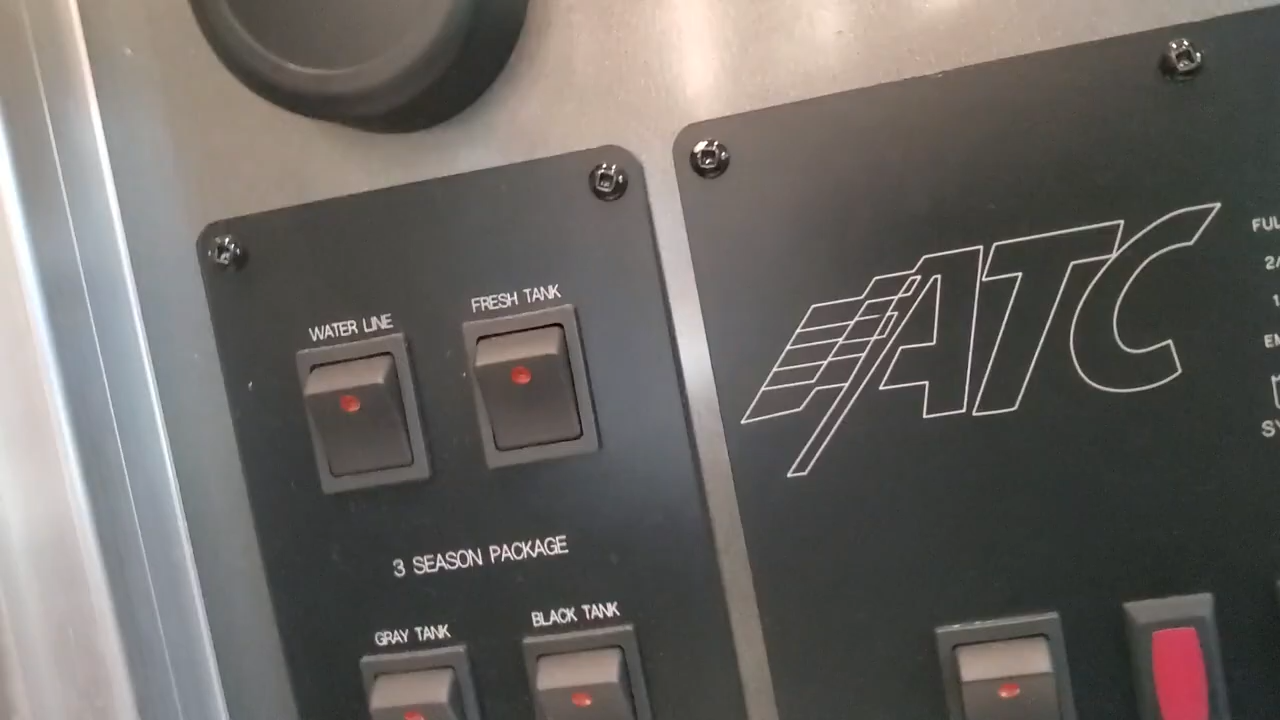 WATER LINE
FRESH TANK
3 SEASON PACKAGE
GRAY TANK
BLACK TANK
ATC